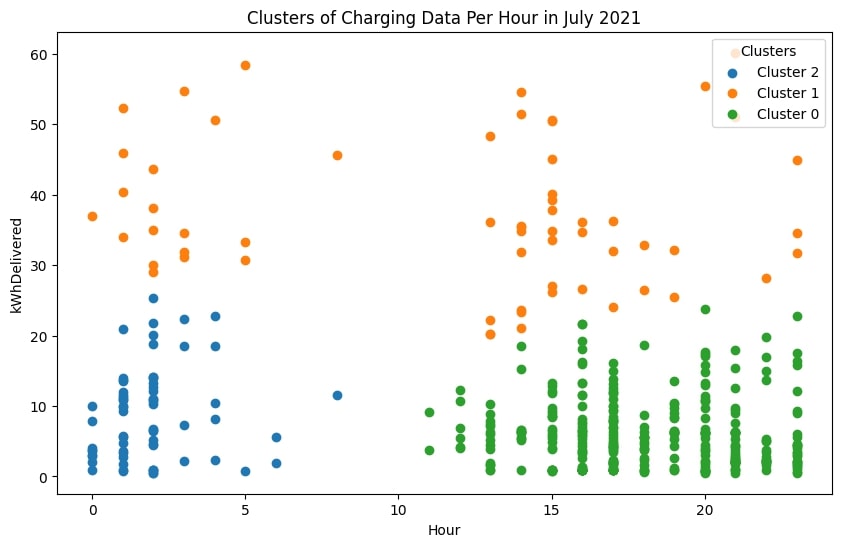 Clusters of Charging Data Per Hour in July 2021
60
50
40
30
20
10
0
kWhDelivered
0 5 10 15 20
Hour
Clusters
Cluster 2
Cluster 1
Cluster 0